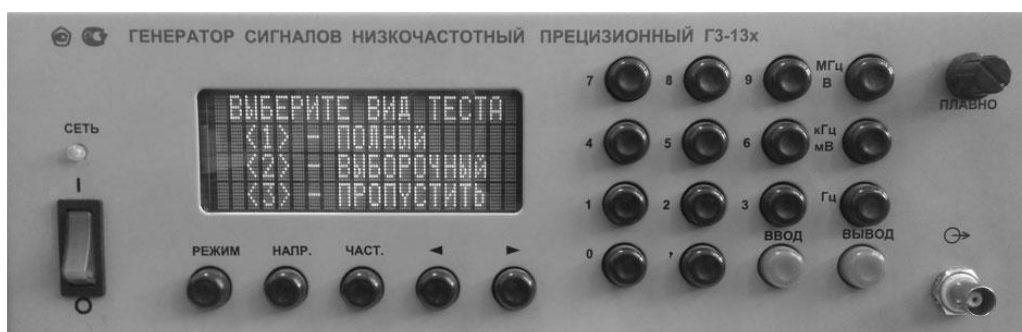 ГЕНЕРАТОР СИГНАЛОВ НИЗКОЧАСТОТНЫЙ ПРЕЦИЗИОННЫЙ Г3-13х
СЕТЬ
I
O
ВЫБЕРИТЕ ВИД ТЕСТА
<1> - ПОЛНЫЙ
<2> - ВЫБОРОЧНЫЙ
<3> - ПРОПУСТИТЬ
РЕЖИМ НАПР. ЧАСТ. ◄ ►
7 8 9 МГц
В
4 5 6 кГц
мВ
1 2 3 Гц
ВВОД ВЫВОД
0 ,
ПЛАВНО